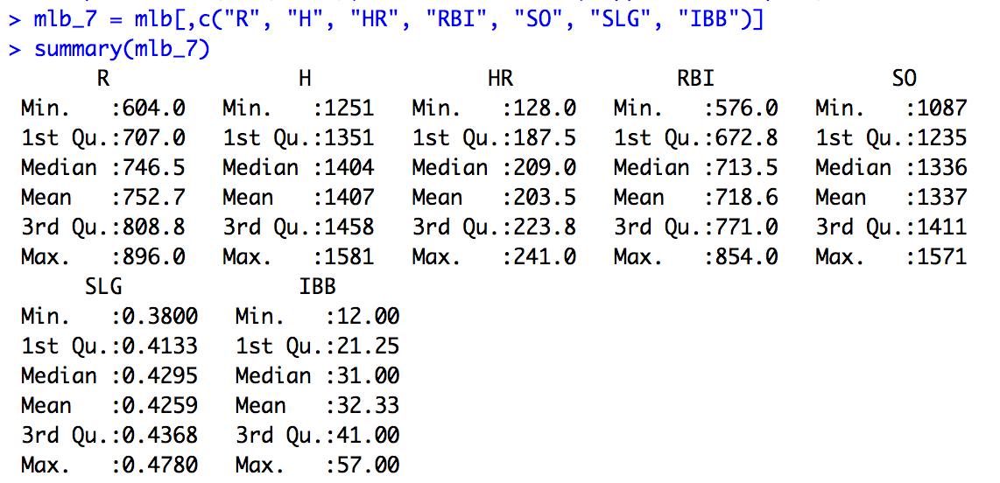 > mlb_7 = mlb[,c("R", "H", "HR", "RBI", "SO", "SLG", "IBB")]
> summary(mlb_7)
R H HR RBI SO
Min. :604.0 Min. :1251 Min. :128.0 Min. :576.0 Min. :1087
1st Qu.:707.0 1st Qu.:1351 1st Qu.:187.5 1st Qu.:672.8 1st Qu.:1235
Median :746.5 Median :1404 Median :209.0 Median :713.5 Median :1336
Mean :752.7 Mean :1407 Mean :203.5 Mean :718.6 Mean :1337
3rd Qu.:808.8 3rd Qu.:1458 3rd Qu.:223.8 3rd Qu.:771.0 3rd Qu.:1411
Max. :896.0 Max. :1581 Max. :241.0 Max. :854.0 Max. :1571
SLG IBB
Min. :0.3800 Min. :12.00
1st Qu.:0.4133 1st Qu.:21.25
Median :0.4295 Median :31.00
Mean :0.4259 Mean :32.33
3rd Qu.:0.4368 3rd Qu.:41.00
Max. :0.4780 Max. :57.00